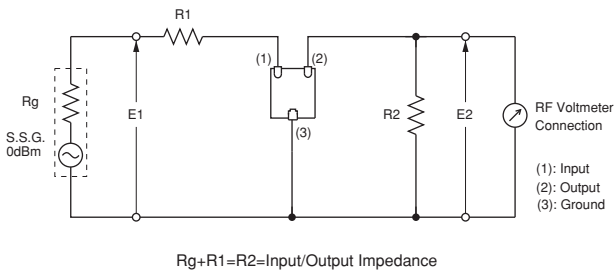 R1
(1)
(2)
Rg
E1
R2
E2
RF Voltmeter
Connection
S.S.G.
0dBm
(3)
(1): Input
(2): Output
(3): Ground
Rg+R1=R2=Input/Output Impedance